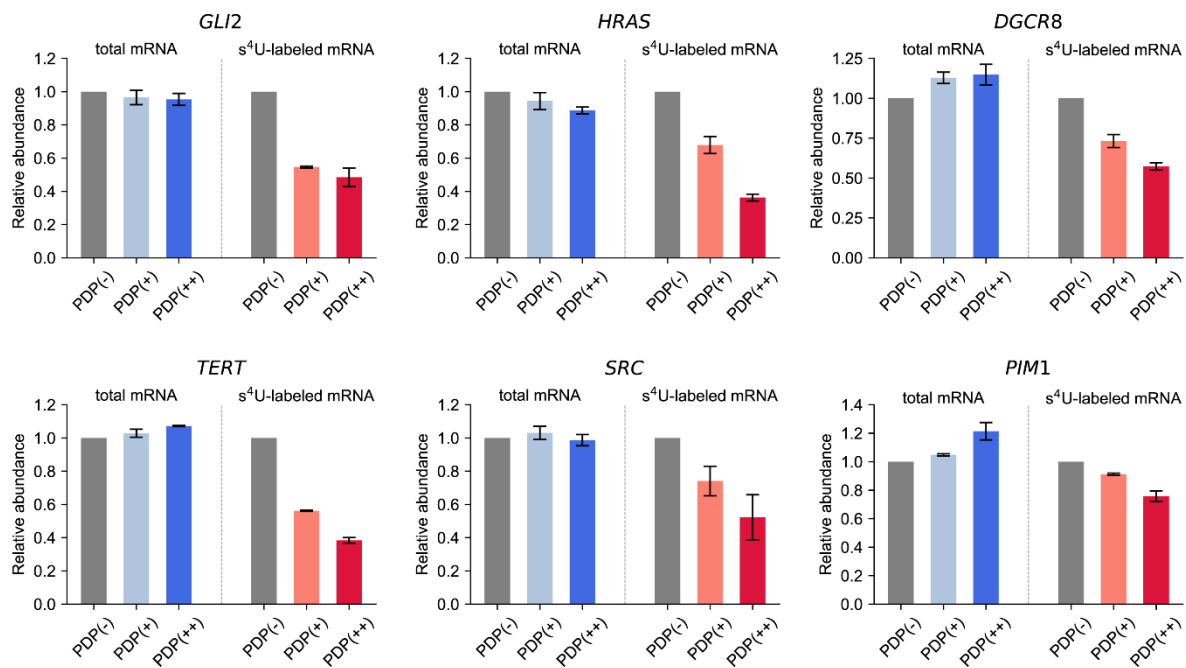 GLI2
total mRNA
s⁴U-labeled mRNA
Relative abundance
1.2
1.0
0.8
0.6
0.4
0.2
0.0
PDP(-)
PDP(+)
PDP(++)
PDP(-)
PDP(+)
PDP(++)
HRAS
total mRNA
s⁴U-labeled mRNA
Relative abundance
1.2
1.0
0.8
0.6
0.4
0.2
0.0
PDP(-)
PDP(+)
PDP(++)
PDP(-)
PDP(+)
PDP(++)
DGCR8
total mRNA
s⁴U-labeled mRNA
Relative abundance
1.25
1.00
0.75
0.50
0.25
0.00
PDP(-)
PDP(+)
PDP(++)
PDP(-)
PDP(+)
PDP(++)
TERT
total mRNA
s⁴U-labeled mRNA
Relative abundance
1.2
1.0
0.8
0.6
0.4
0.2
0.0
PDP(-)
PDP(+)
PDP(++)
PDP(-)
PDP(+)
PDP(++)
SRC
total mRNA
s⁴U-labeled mRNA
Relative abundance
1.2
1.0
0.8
0.6
0.4
0.2
0.0
PDP(-)
PDP(+)
PDP(++)
PDP(-)
PDP(+)
PDP(++)
PIM1
total mRNA
s⁴U-labeled mRNA
Relative abundance
1.4
1.2
1.0
0.8
0.6
0.4
0.2
0.0
PDP(-)
PDP(+)
PDP(++)
PDP(-)
PDP(+)
PDP(++)